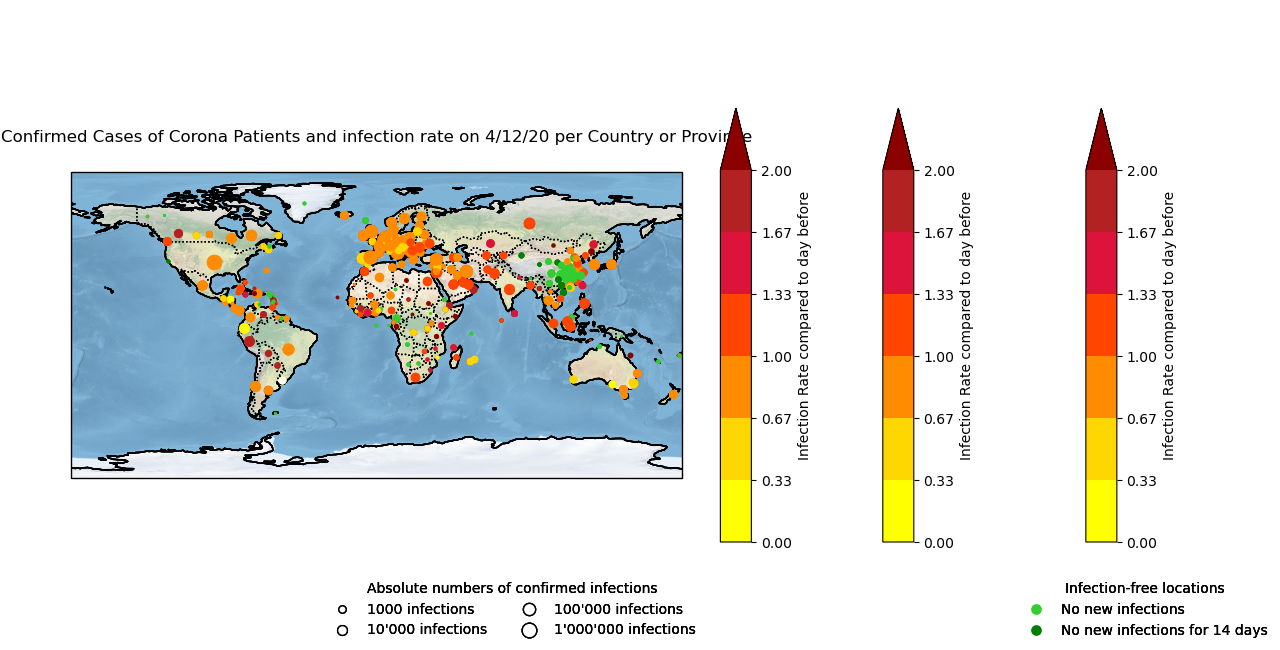 Confirmed Cases of Corona Patients and infection rate on 4/12/20 per Country or Province
2.00
1.67
1.33
1.00
0.67
0.33
0.00
Infection Rate compared to day before
2.00
1.67
1.33
1.00
0.67
0.33
0.00
Infection Rate compared to day before
2.00
1.67
1.33
1.00
0.67
0.33
0.00
Infection Rate compared to day before
Absolute numbers of confirmed infections
1000 infections
10'000 infections
100'000 infections
1'000'000 infections
Infection-free locations
No new infections
No new infections for 14 days